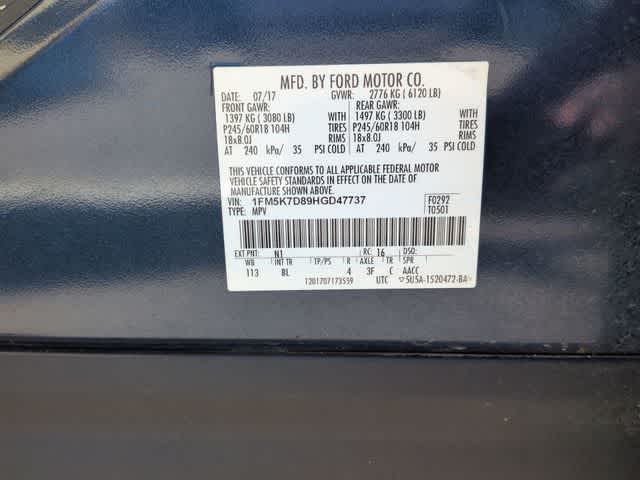 MFD. BY FORD MOTOR CO.
DATE: 07/17 GVWR: 2776 KG ( 6120 LB)
FRONT GAWR: REAR GAWR:
1397 KG ( 3080 LB) WITH 1497 KG ( 3300 LB) WITH
P245/60R18 104H TIRES P245/60R18 104H TIRES
18x8.0J RIMS 18x8.0J RIMS
AT 240 kPa/ 35 PSI COLD AT 240 kPa/ 35 PSI COLD
THIS VEHICLE CONFORMS TO ALL APPLICABLE FEDERAL MOTOR
VEHICLE SAFETY STANDARDS IN EFFECT ON THE DATE OF
MANUFACTURE SHOWN ABOVE.
VIN: 1FM5K7D89HGD47737 F0292
TYPE: MPV T0501
EXT PNT: N1 RC: 16 DSO:
WB INT TR TP/PS R AXLE TR SPR
113 BL 4 3F C AACC
1201707173559 UTC 5U5A-1520472-BA